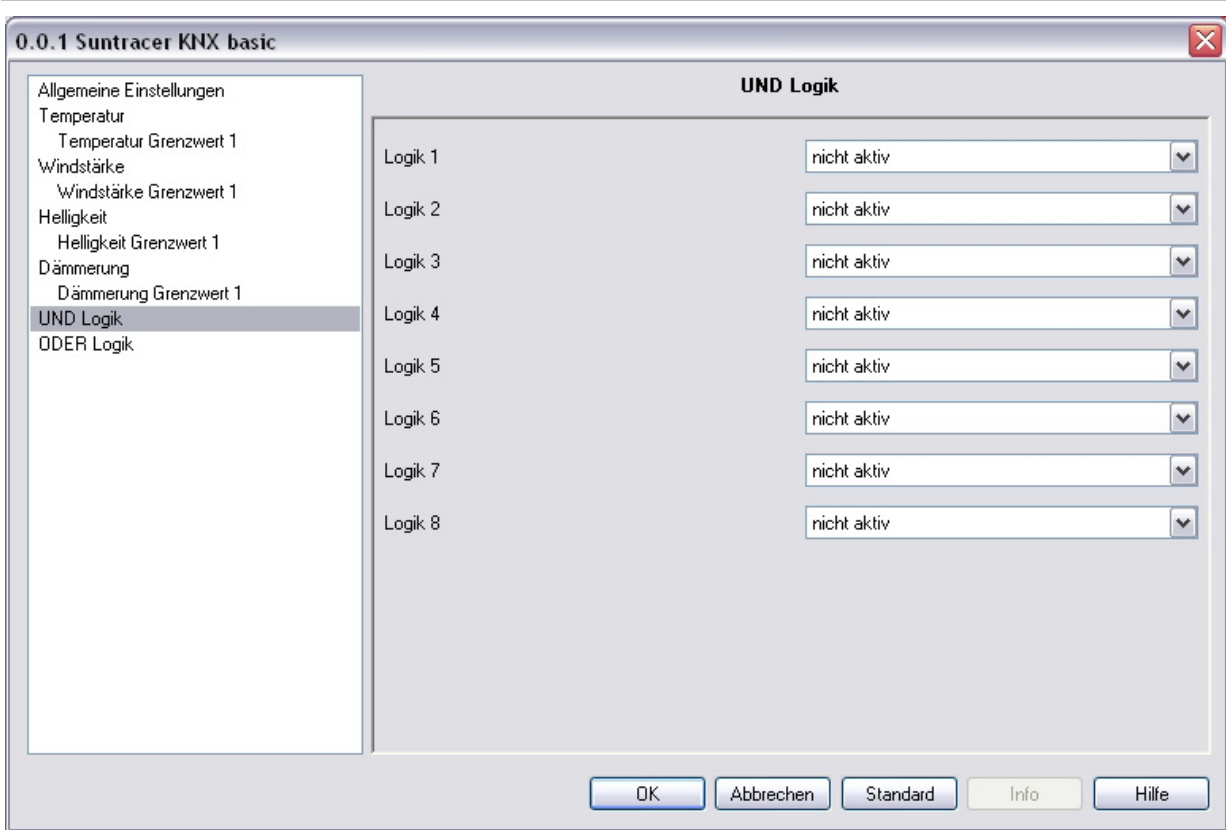 0.0.1 Suntracer KNX basic
Allgemeine Einstellungen
Temperatur
Temperatur Grenzwert 1
Windstärke
Windstärke Grenzwert 1
Helligkeit
Helligkeit Grenzwert 1
Dämmerung
Dämmerung Grenzwert 1
UND Logik
ODER Logik
UND Logik
Logik 1 nicht aktiv
Logik 2 nicht aktiv
Logik 3 nicht aktiv
Logik 4 nicht aktiv
Logik 5 nicht aktiv
Logik 6 nicht aktiv
Logik 7 nicht aktiv
Logik 8 nicht aktiv
OK Abbrechen Standard Info Hilfe